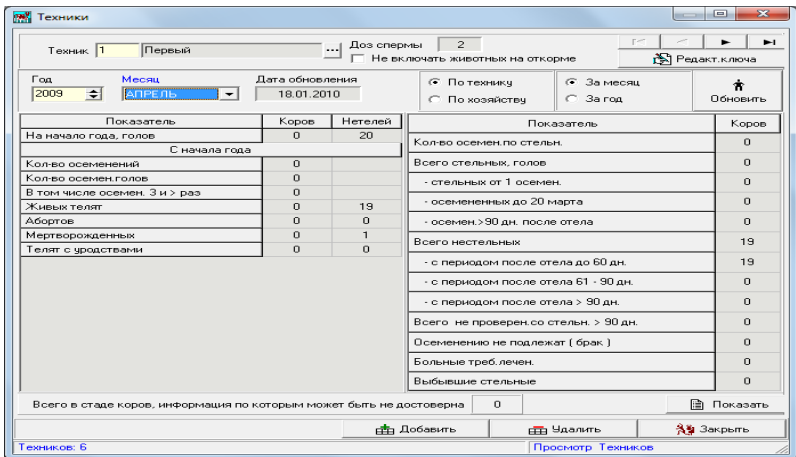 Техники
Техник 1 Первый ... Доз спермы 2
Не включать животных на откорме Редакт.ключа
Год Месяц Дата обновления
2009 АПРЕЛЬ 18.01.2010
По технику За месяц
По хозяйству За год Обновить
Показатель Коров Нетелей
На начало года, голов 0 20
С начала года
Кол-во осеменений 0
Кол-во осемен.голов 0
В том числе осемен. 3 и > раз 0
Живых телят 0 19
Абортов 0 0
Мертворожденных 0 1
Телят с уродствами 0 0
Показатель Коров
Кол-во осемен.по стельн. 0
Всего стельных, голов 0
- стельных от 1 осемен. 0
- осемененных до 20 марта 0
- осемен.>90 дн. после отела 0
Всего нестельных 19
- с периодом после отела до 60 дн. 19
- с периодом после отела 61 - 90 дн. 0
- с периодом после отела > 90 дн. 0
Всего не проверен.со стельн. > 90 дн. 0
Осеменению не подлежат ( брак ) 0
Больные треб.лечен. 0
Выбывшие стельные 0
Всего в стаде коров, информация по которым может быть не достоверна 0 Показать
Добавить Удалить Закрыть
Техников: 6 Просмотр Техников